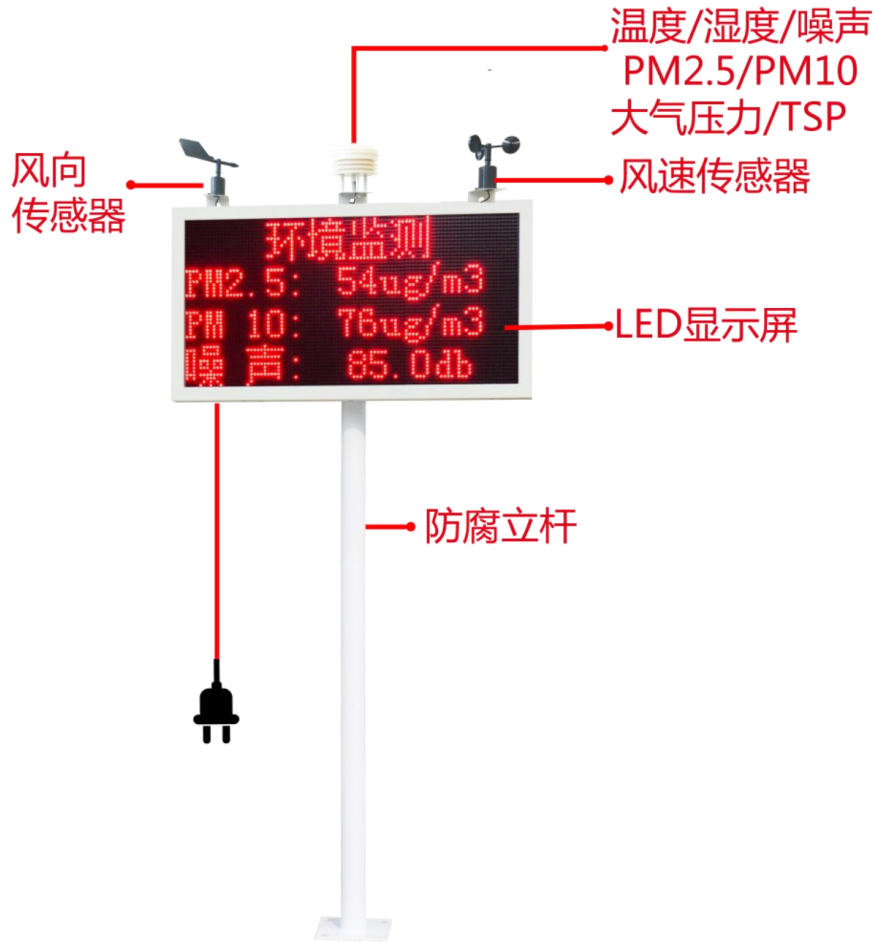 温度/湿度/噪声
PM2.5/PM10
大气压力/TSP
风向
传感器
风速传感器
环境监测
PM2.5: 54ug/m3
PM 10: 76ug/m3
噪 声: 85.0db
LED显示屏
防腐立杆